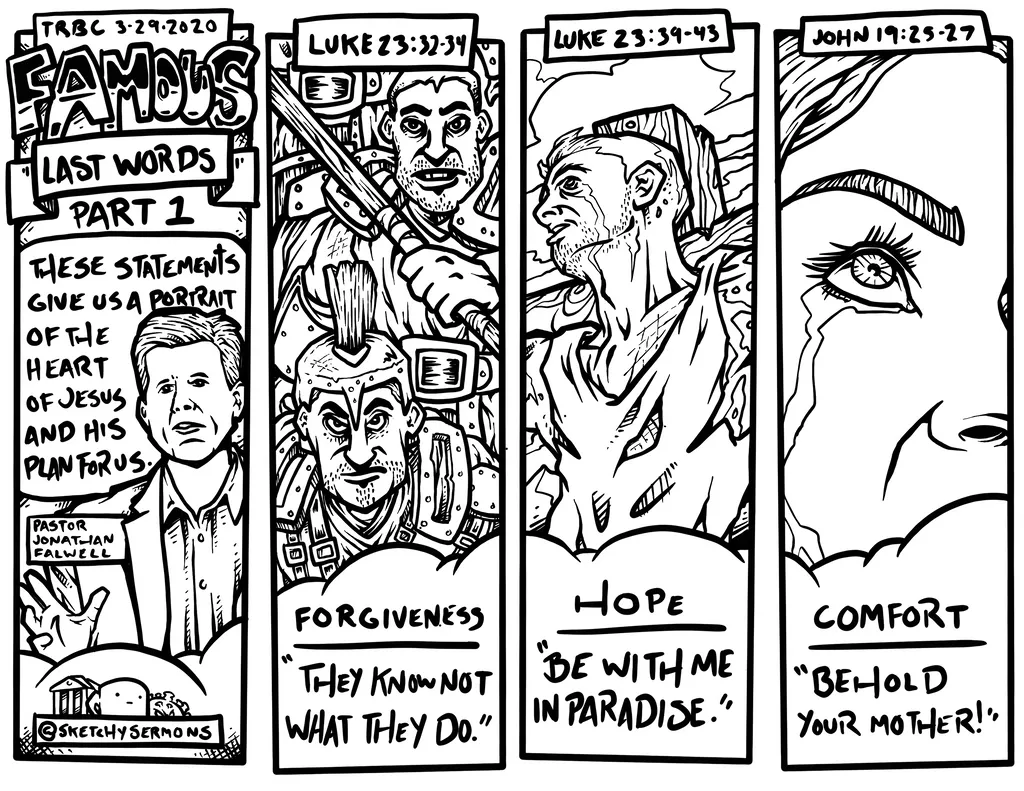 TRBC 3-29-2020
FAMOUS
"LAST WORDS"
PART 1
THESE STATEMENTS
GIVE US A PORTRAIT
OF THE
HEART
OF JESUS
AND HIS
PLAN FOR US.
PASTOR
JONATHAN
FALWELL
©SKETCHYSERMONS
LUKE 23:32-34
FORGIVENESS
"THEY KNOW NOT
WHAT THEY DO."
LUKE 23:39-43
HOPE
"BE WITH ME
IN PARADISE."
JOHN 19:25-27
COMFORT
"BEHOLD
YOUR MOTHER!"